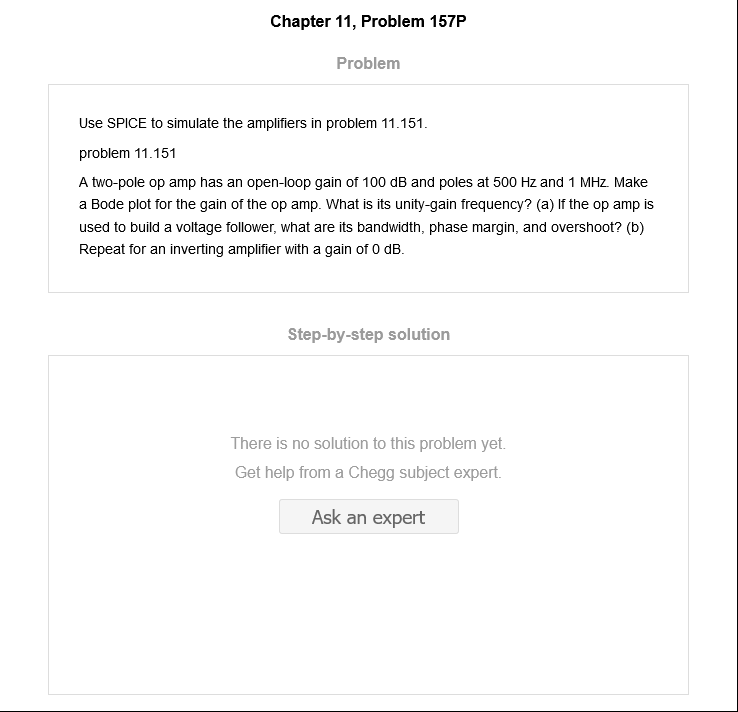 Chapter 11, Problem 157P
Problem
Use SPICE to simulate the amplifiers in problem 11.151.
problem 11.151
A two-pole op amp has an open-loop gain of 100 dB and poles at 500 Hz and 1 MHz. Make
a Bode plot for the gain of the op amp. What is its unity-gain frequency? (a) If the op amp is
used to build a voltage follower, what are its bandwidth, phase margin, and overshoot? (b)
Repeat for an inverting amplifier with a gain of 0 dB.
Step-by-step solution
There is no solution to this problem yet.
Get help from a Chegg subject expert.
Ask an expert